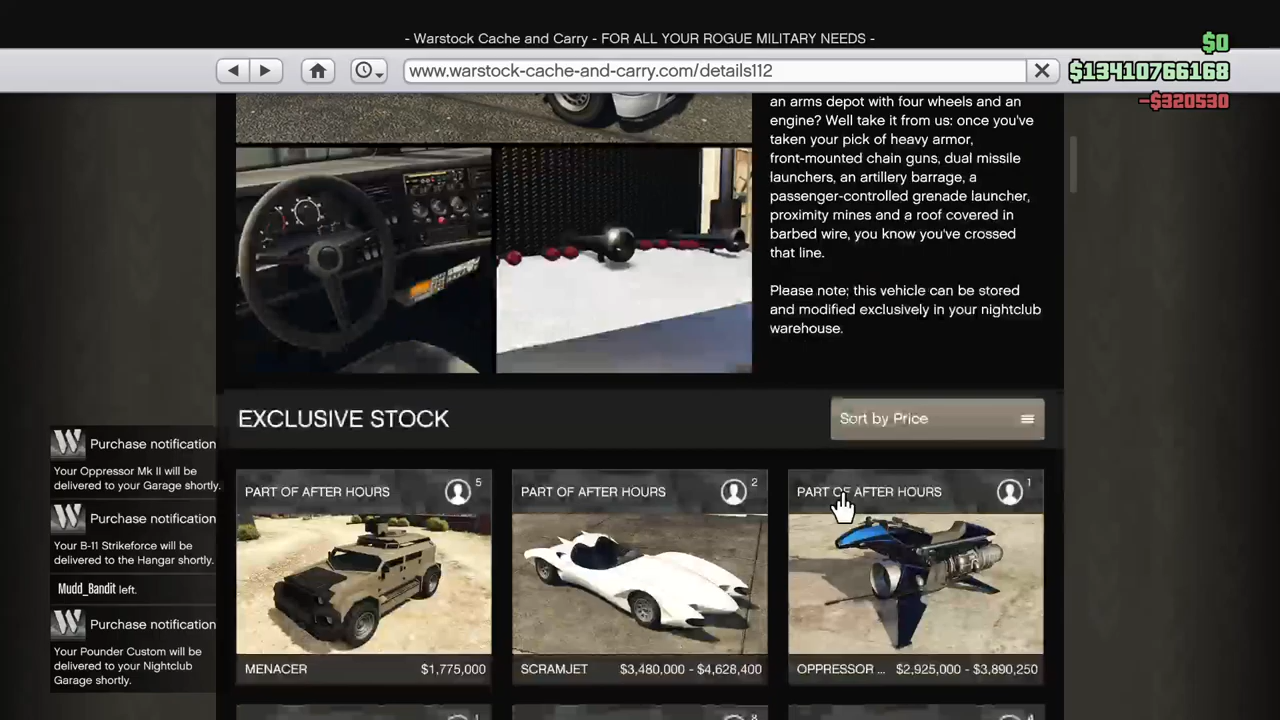 - Warstock Cache and Carry - FOR ALL YOUR ROGUE MILITARY NEEDS -
$0
www.warstock-cache-and-carry.com/details112
$13410766168
-$320530
an arms depot with four wheels and an
engine? Well take it from us: once you've
taken your pick of heavy armor,
front-mounted chain guns, dual missile
launchers, an artillery barrage, a
passenger-controlled grenade launcher,
proximity mines and a roof covered in
barbed wire, you know you've crossed
that line.
Please note; this vehicle can be stored
and modified exclusively in your nightclub
warehouse.
EXCLUSIVE STOCK
Sort by Price
PART OF AFTER HOURS 5
PART OF AFTER HOURS 2
PART OF AFTER HOURS 1
MENACER $1,775,000
SCRAMJET $3,480,000 - $4,628,400
OPPRESSOR ... $2,925,000 - $3,890,250
Purchase notification
Your Oppressor Mk II will be
delivered to your Garage shortly.
Purchase notification
Your B-11 Strikeforce will be
delivered to the Hangar shortly.
Mudd_Bandit left.
Purchase notification
Your Pounder Custom will be
delivered to your Nightclub
Garage shortly.